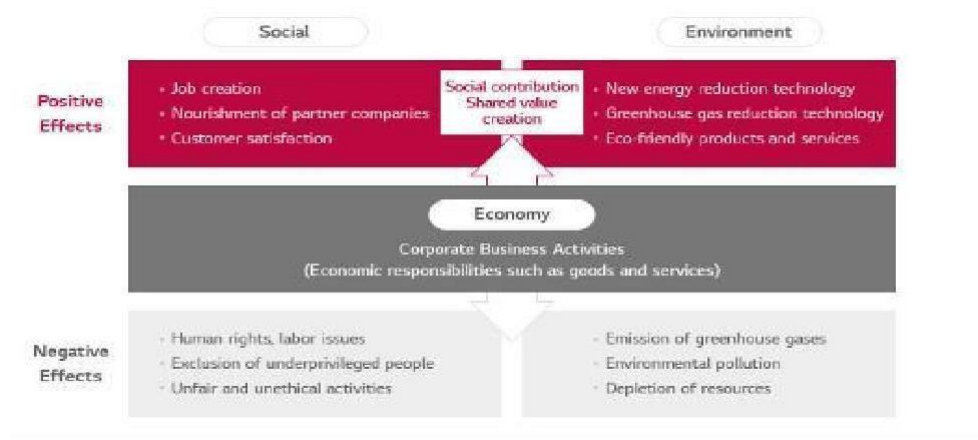 Social
Environment
Positive
Effects
• Job creation
• Nourishment of partner companies
• Customer satisfaction
Social contribution
Shared value
creation
• New energy reduction technology
• Greenhouse gas reduction technology
• Eco-friendly products and services
Economy
Corporate Business Activities
(Economic responsibilities such as goods and services)
Negative
Effects
• Human rights, labor issues
• Exclusion of underprivileged people
• Unfair and unethical activities
• Emission of greenhouse gases
• Environmental pollution
• Depletion of resources